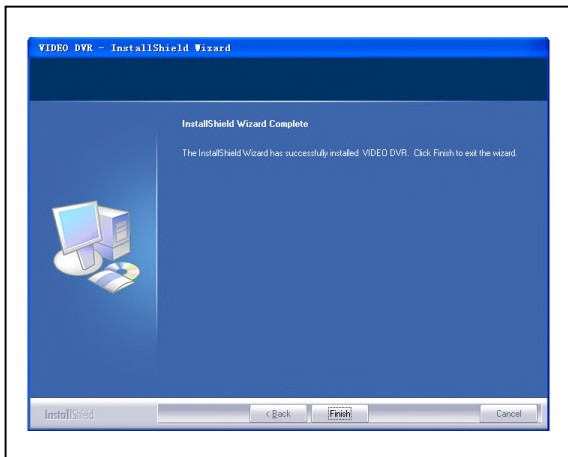 VIDEO DVR - InstallShield Wizard
InstallShield Wizard Complete
The InstallShield Wizard has successfully installed VIDEO DVR. Click Finish to exit the wizard.
InstallShield
< Back
Finish
Cancel